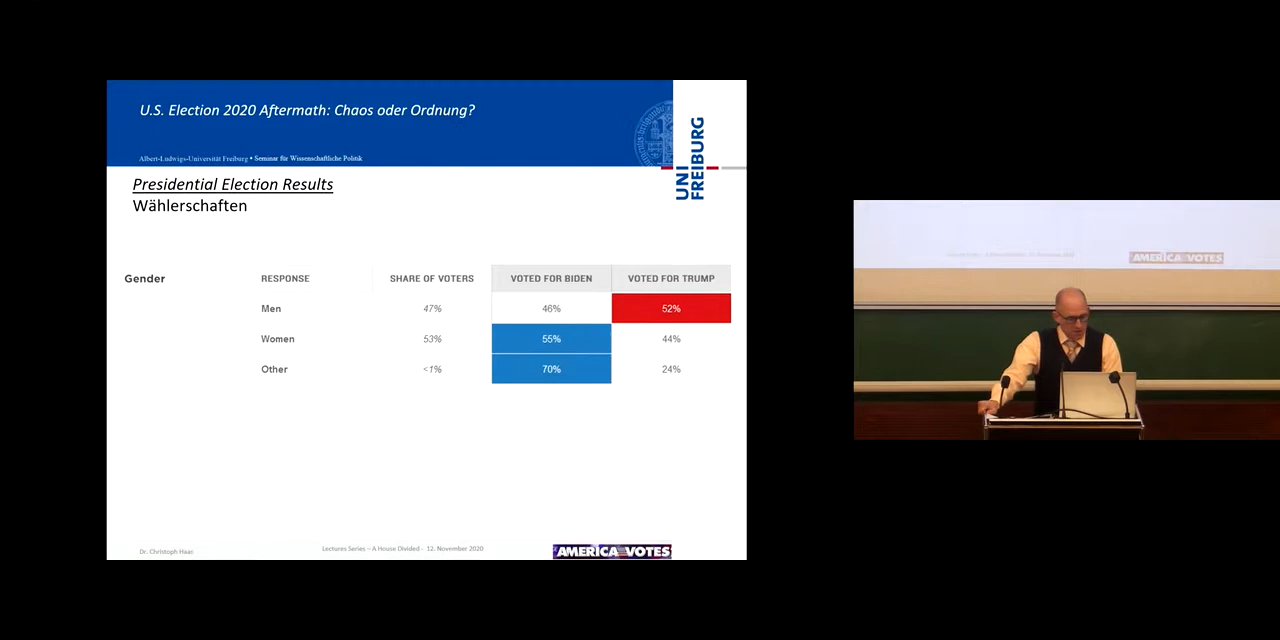 U.S. Election 2020 Aftermath: Chaos oder Ordnung?
Albert-Ludwigs-Universität Freiburg • Seminar für Wissenschaftliche Politik
UNI
FREIBURG
Presidential Election Results
Wählerschaften
Gender RESPONSE SHARE OF VOTERS VOTED FOR BIDEN VOTED FOR TRUMP
Men 47% 46% 52%
Women 53% 55% 44%
Other <1% 70% 24%
Dr. Christoph Haas
Lectures Series – A House Divided - 12. November 2020
AMERICA VOTES
AMERICA VOTES